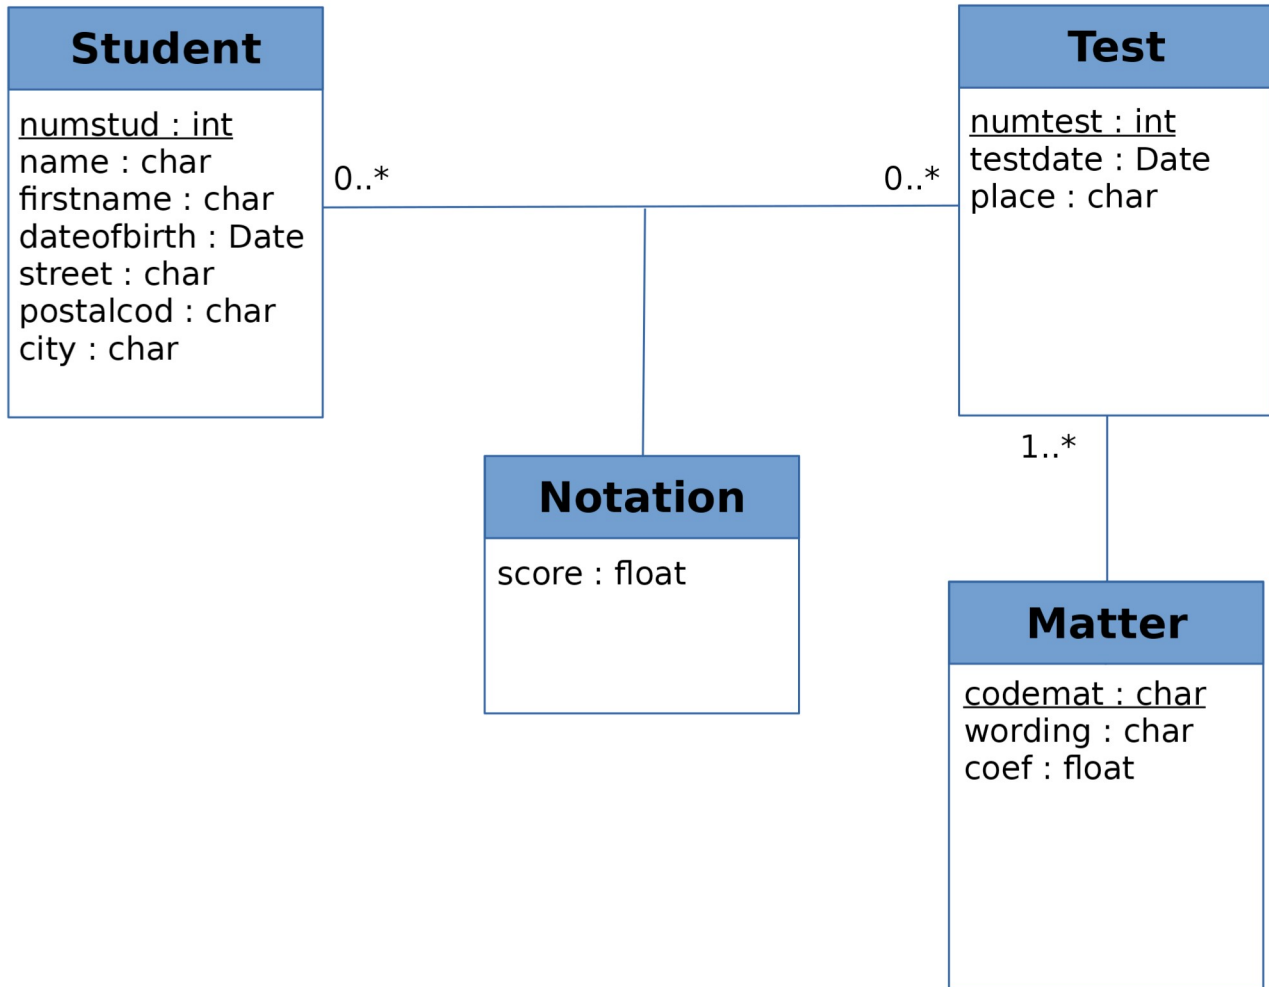 Student
numstud : int
name : char
firstname : char
dateofbirth : Date
street : char
postalcod : char
city : char
0..*
0..*
Test
numtest : int
testdate : Date
place : char
1..*
Notation
score : float
Matter
codemat : char
wording : char
coef : float